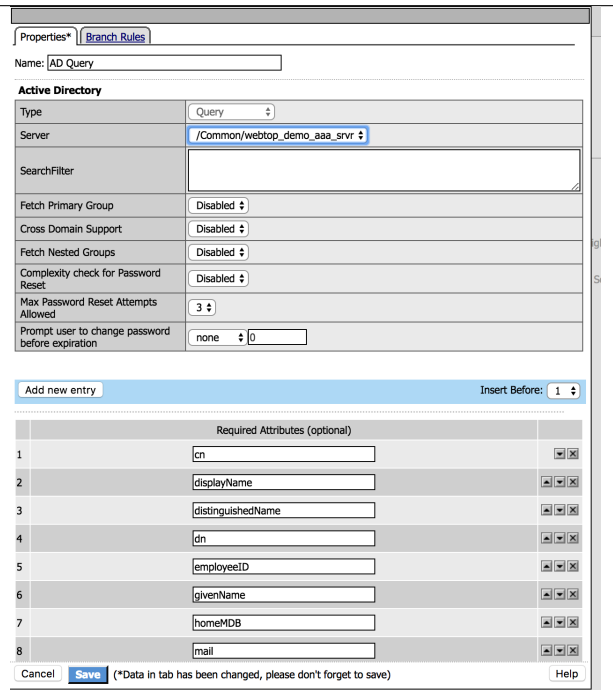 Properties* Branch Rules
Name: AD Query
Active Directory
Type Query
Server /Common/webtop_demo_aaa_srvr
SearchFilter
Fetch Primary Group Disabled
Cross Domain Support Disabled
Fetch Nested Groups Disabled
Complexity check for Password
Reset Disabled
Max Password Reset Attempts
Allowed 3
Prompt user to change password
before expiration none 0
Add new entry Insert Before: 1
Required Attributes (optional)
1 cn
2 displayName
3 distinguishedName
4 dn
5 employeeID
6 givenName
7 homeMDB
8 mail
Cancel Save (*Data in tab has been changed, please don't forget to save) Help